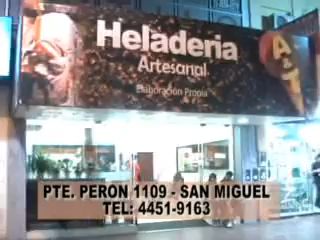 Heladeria
Artesanal
Elaboración Propia
A&T
PTE. PERON 1109 - SAN MIGUEL
TEL: 4451-9163